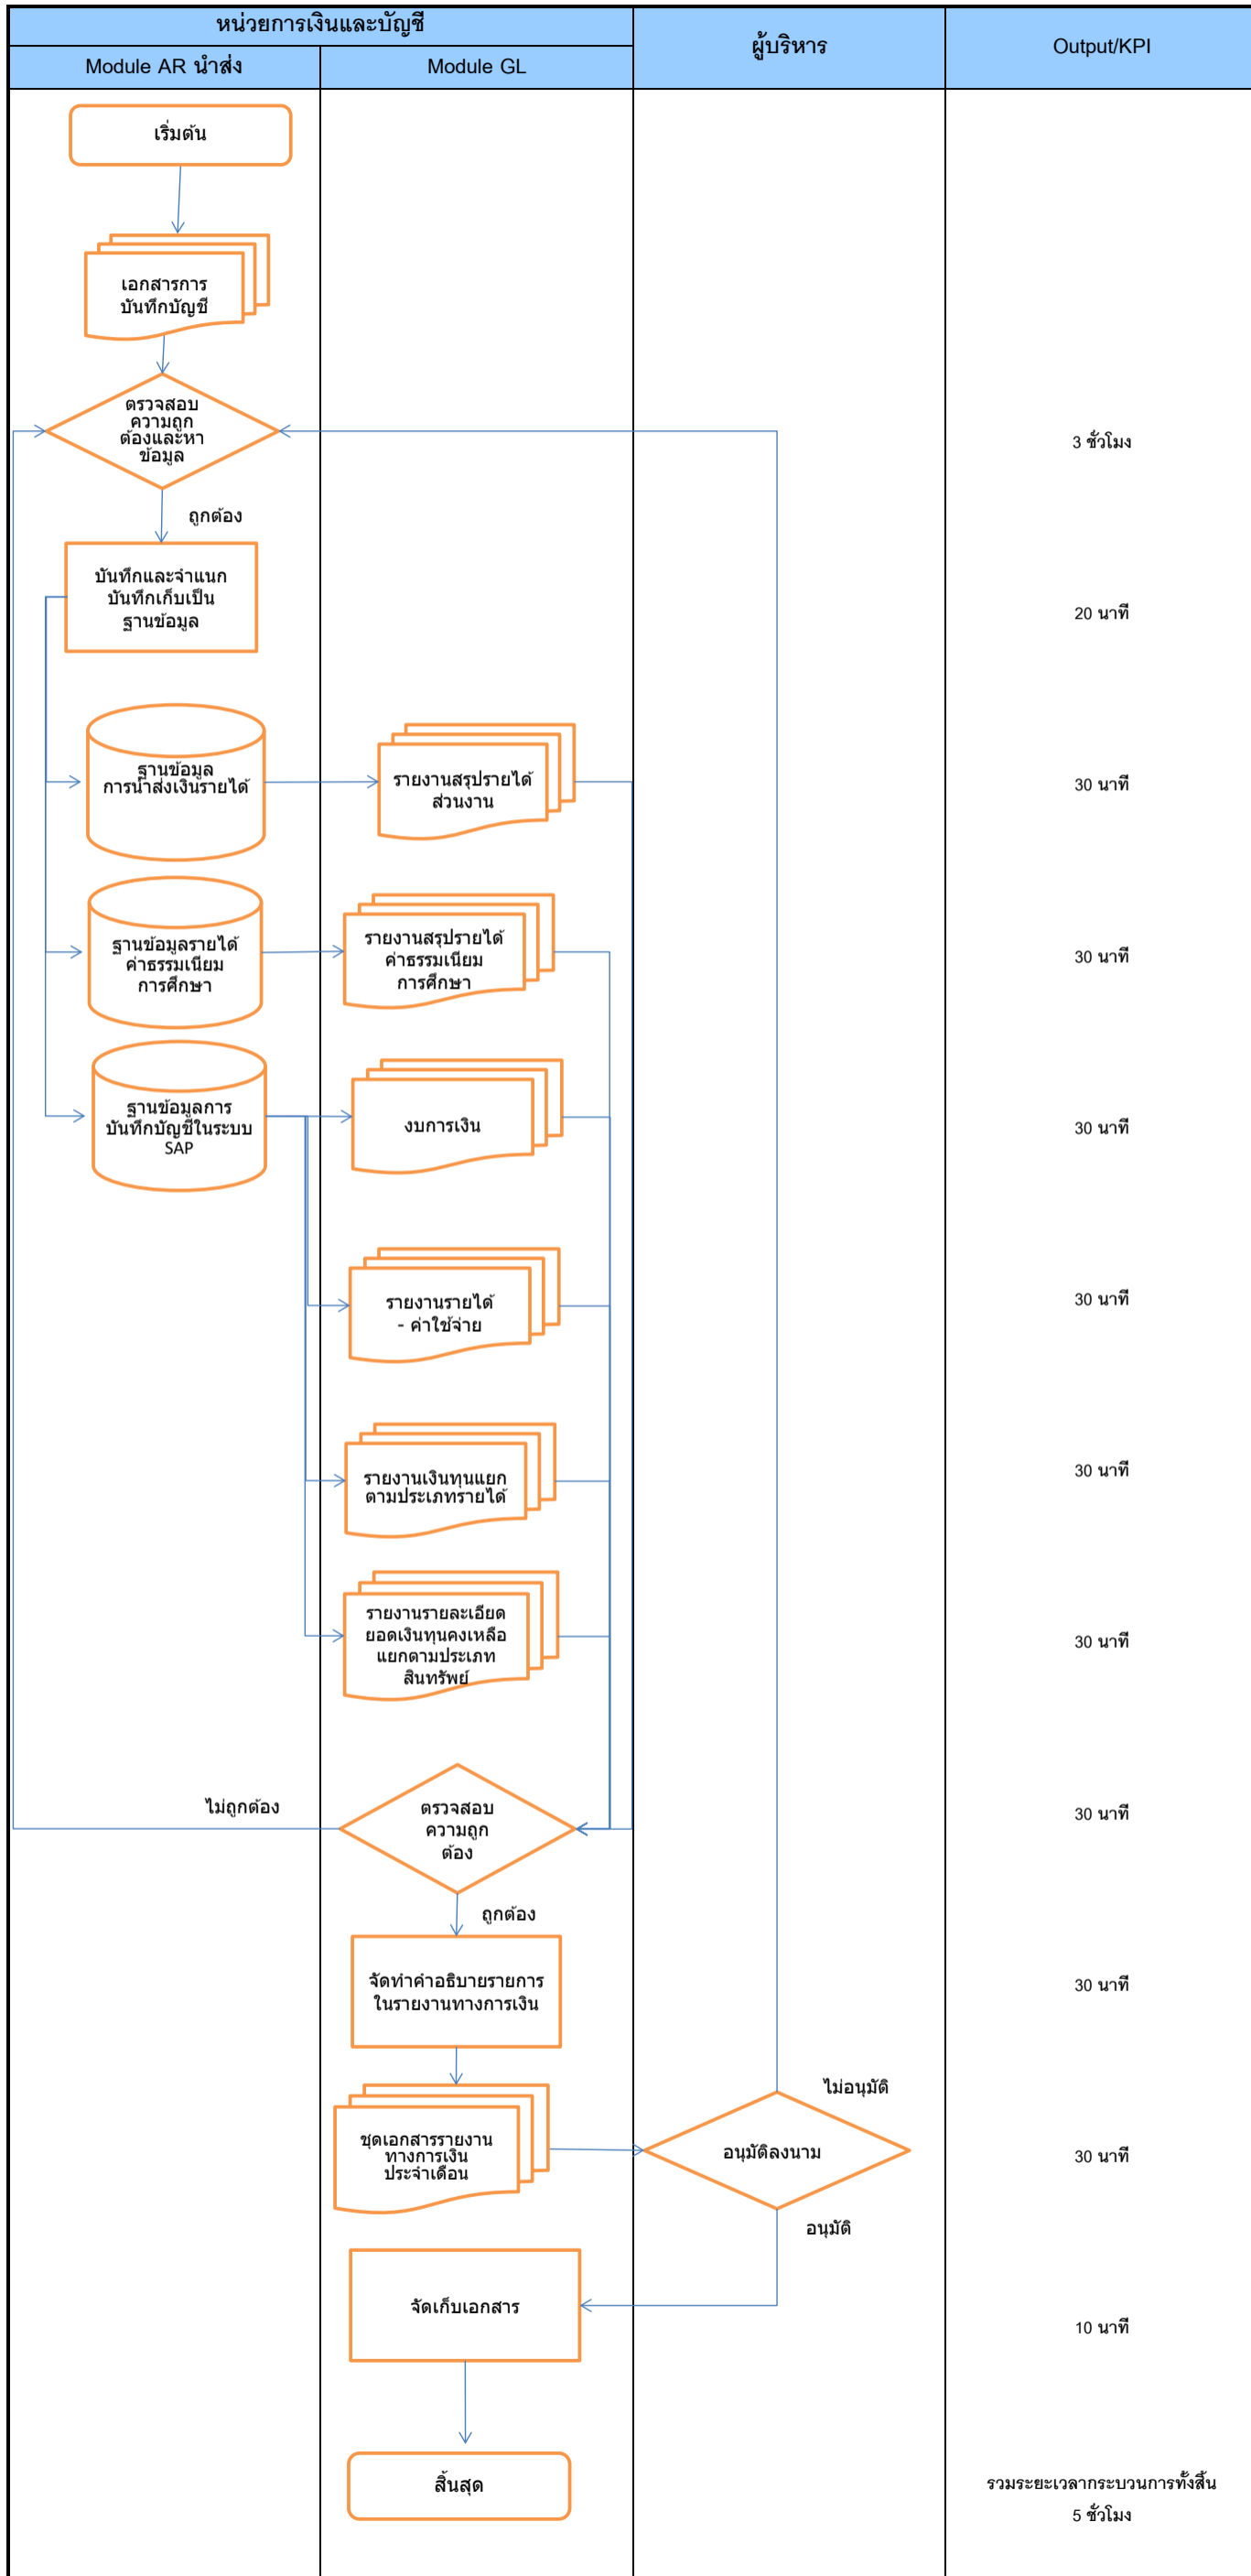 หน่วยการเงินและบัญชี
ผู้บริหาร
Output/KPI
Module AR นำส่ง
Module GL
เริ่มต้น
เอกสารการ
บันทึกบัญชี
ตรวจสอบ
ความถูก
ต้องและหา
ข้อมูล
3 ชั่วโมง
ถูกต้อง
บันทึกและจำแนก
บันทึกเก็บเป็น
ฐานข้อมูล
20 นาที
ฐานข้อมูล
การนำส่งเงินรายได้
รายงานสรุปรายได้
ส่วนงาน
30 นาที
ฐานข้อมูลรายได้
ค่าธรรมเนียม
การศึกษา
รายงานสรุปรายได้
ค่าธรรมเนียม
การศึกษา
30 นาที
ฐานข้อมูลการ
บันทึกบัญชีในระบบ
SAP
งบการเงิน
30 นาที
รายงานรายได้
- ค่าใช้จ่าย
30 นาที
รายงานเงินทุนแยก
ตามประเภทรายได้
30 นาที
รายงานรายละเอียด
ยอดเงินทุนคงเหลือ
แยกตามประเภท
สินทรัพย์
30 นาที
ไม่ถูกต้อง
ตรวจสอบ
ความถูก
ต้อง
30 นาที
ถูกต้อง
จัดทำคำอธิบายรายการ
ในรายงานทางการเงิน
30 นาที
ไม่อนุมัติ
ชุดเอกสารรายงาน
ทางการเงิน
ประจำเดือน
อนุมัติลงนาม
30 นาที
อนุมัติ
จัดเก็บเอกสาร
10 นาที
สิ้นสุด
รวมระยะเวลากระบวนการทั้งสิ้น
5 ชั่วโมง